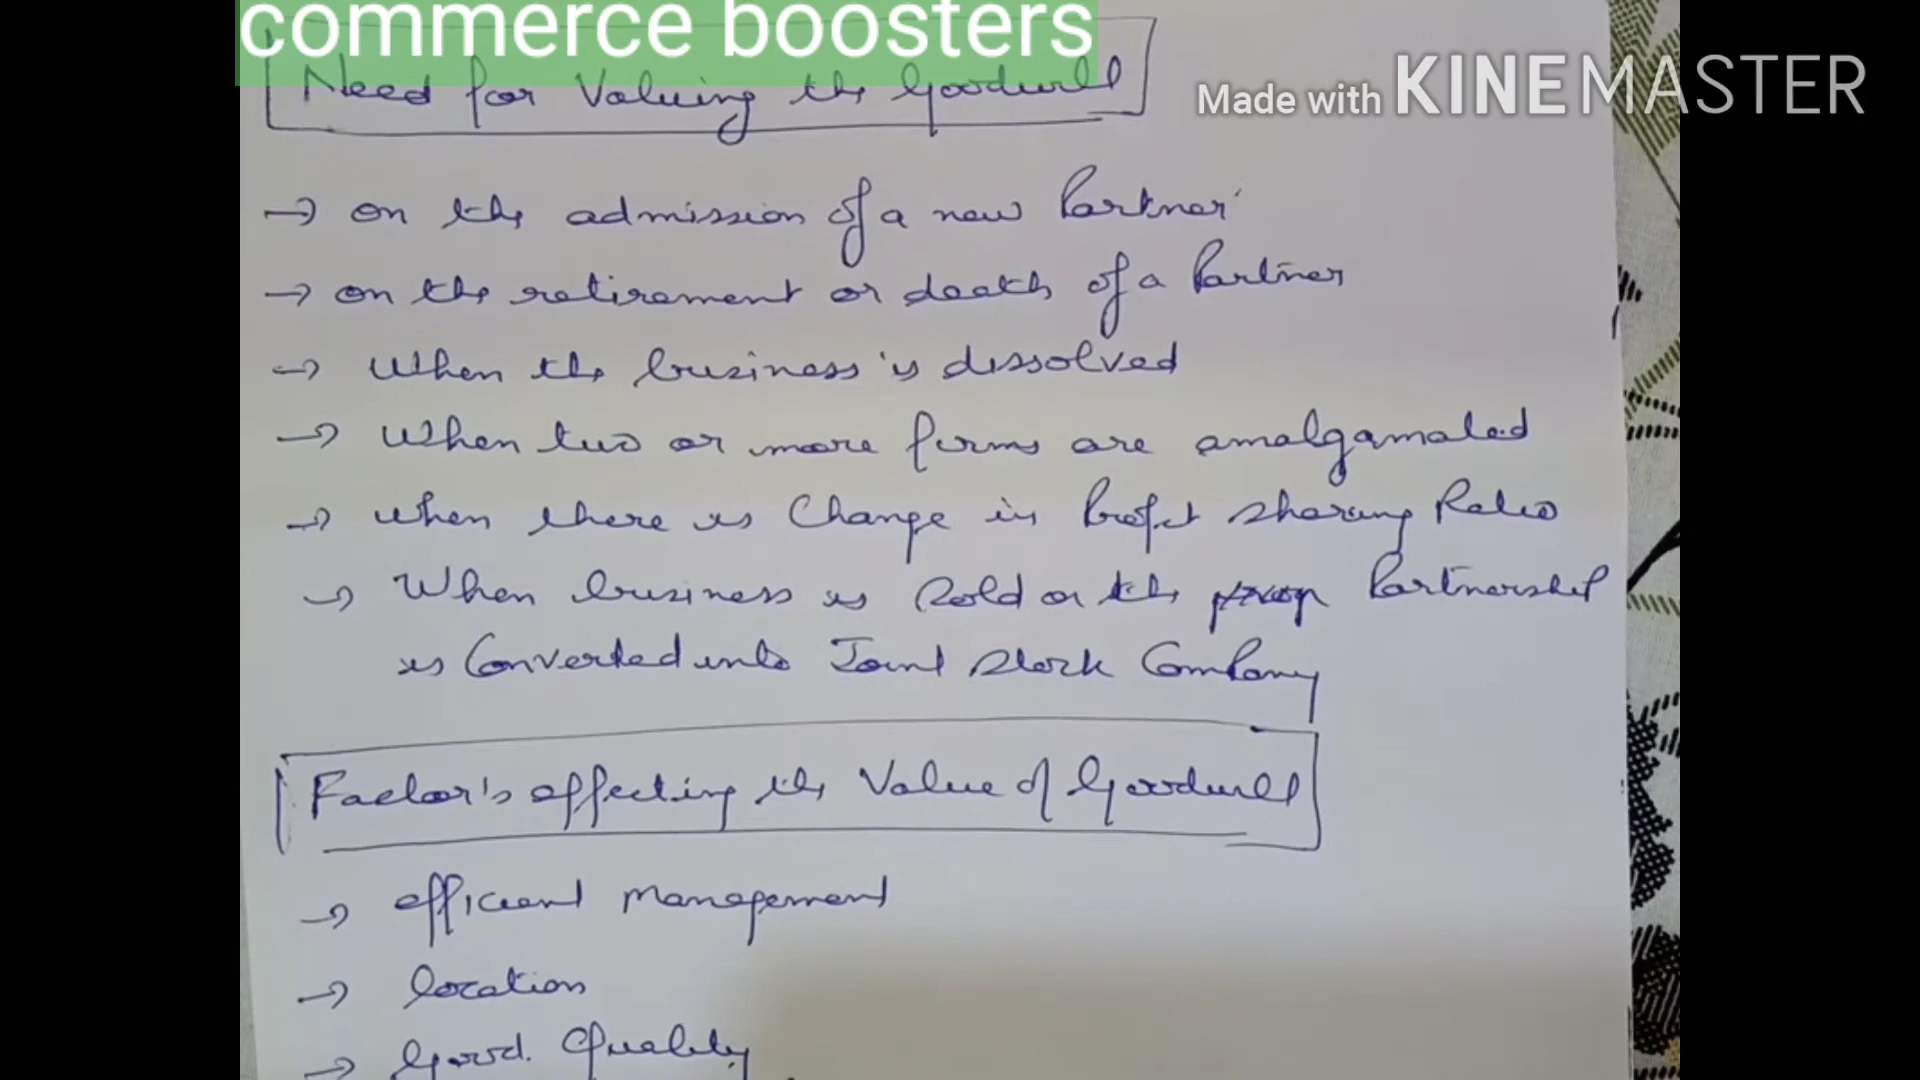 commerce boosters
Made with KINEMASTER
Need for Valuing the Goodwill
→ on the admission of a new Partner
→ on the retirement or death of a Partner
→ When the business is dissolved
→ When two or more firms are amalgamated
→ when there is Change in Profit sharing Ratio
→ When business is Sold or the Partnership
is Converted into Joint Stock Company
Factor's affecting the Value of Goodwill
→ efficient management
→ location
→ Good. Quality